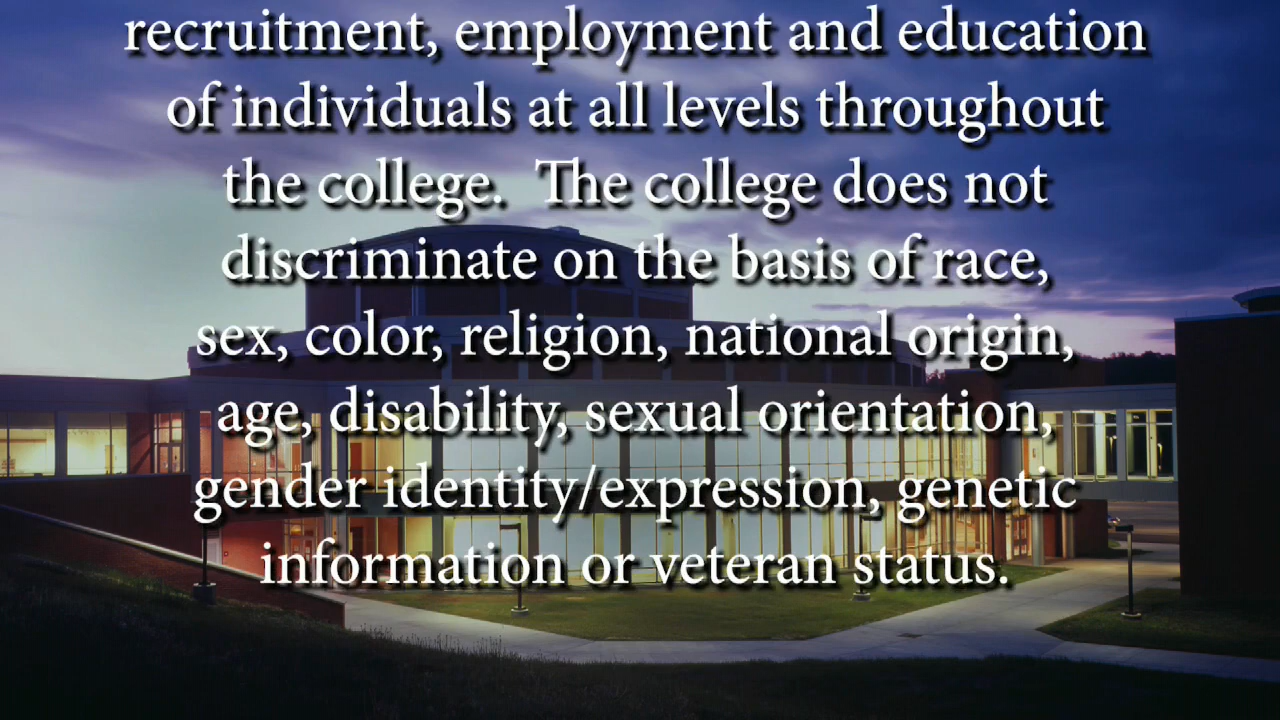 recruitment, employment and education
of individuals at all levels throughout
the college.  The college does not
discriminate on the basis of race,
sex, color, religion, national origin,
age, disability, sexual orientation,
gender identity/expression, genetic
information or veteran status.